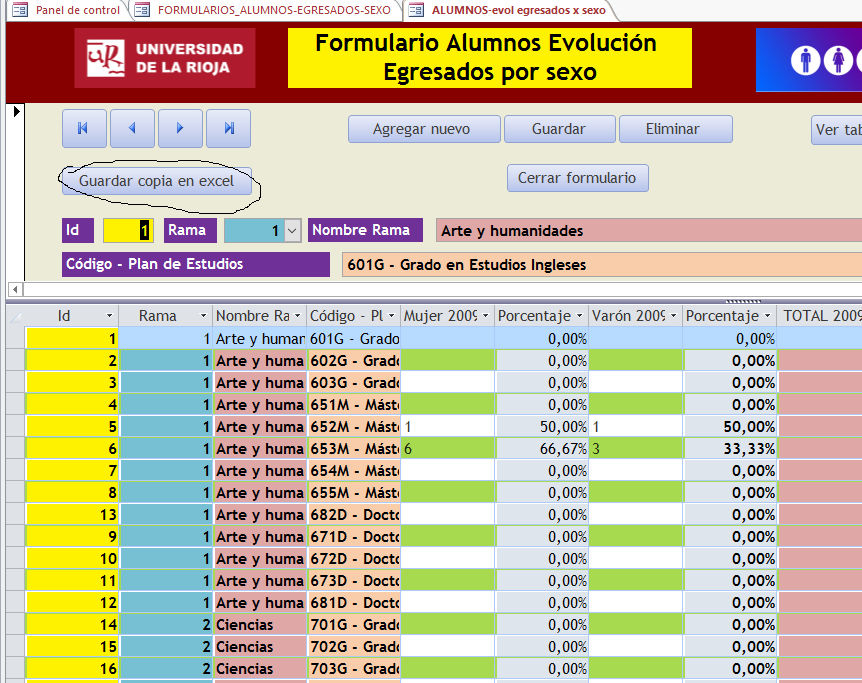 Panel de control FORMULARIOS_ALUMNOS-EGRESADOS-SEXO ALUMNOS-evol egresados x sexo
UR UNIVERSIDAD
DE LA RIOJA
Formulario Alumnos Evolución
Egresados por sexo
Agregar nuevo Guardar Eliminar Ver tab
Guardar copia en excel Cerrar formulario
Id 1 Rama 1 Nombre Rama Arte y humanidades
Código - Plan de Estudios 601G - Grado en Estudios Ingleses
Id Rama Nombre Ra Código - Pl Mujer 2009 Porcentaje Varón 2009 Porcentaje TOTAL 2009
1 1 Arte y human 601G - Grado 0,00% 0,00%
2 1 Arte y huma 602G - Grado 0,00% 0,00%
3 1 Arte y huma 603G - Grado 0,00% 0,00%
4 1 Arte y huma 651M - Máste 0,00% 0,00%
5 1 Arte y huma 652M - Máste 1 50,00% 1 50,00%
6 1 Arte y huma 653M - Máste 6 66,67% 3 33,33%
7 1 Arte y huma 654M - Máste 0,00% 0,00%
8 1 Arte y huma 655M - Máste 0,00% 0,00%
13 1 Arte y huma 682D - Docto 0,00% 0,00%
9 1 Arte y huma 671D - Docto 0,00% 0,00%
10 1 Arte y huma 672D - Docto 0,00% 0,00%
11 1 Arte y huma 673D - Docto 0,00% 0,00%
12 1 Arte y huma 681D - Docto 0,00% 0,00%
14 2 Ciencias 701G - Grado 0,00% 0,00%
15 2 Ciencias 702G - Grado 0,00% 0,00%
16 2 Ciencias 703G - Grado 0,00% 0,00%